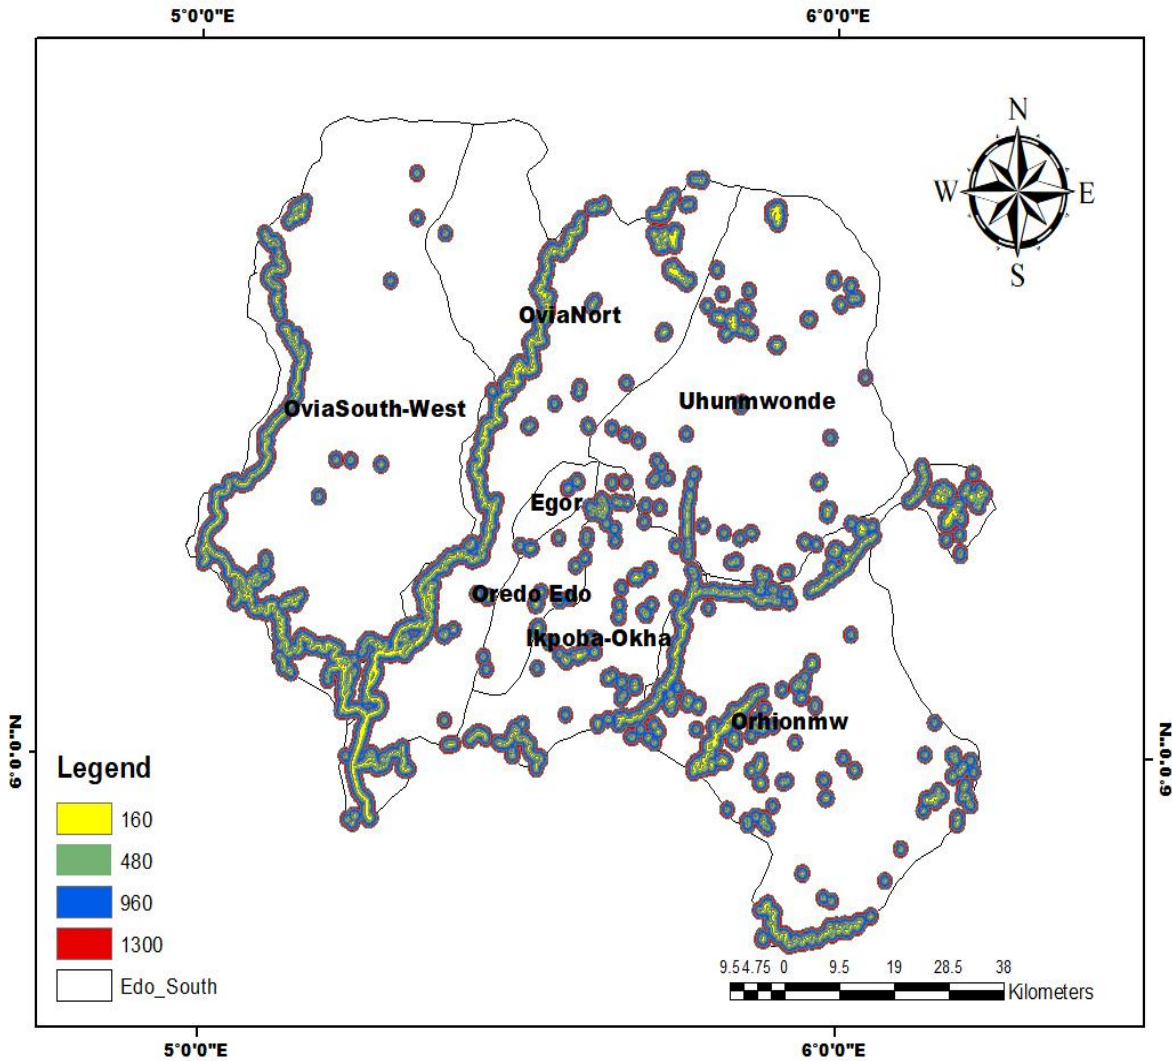 5°0'0"E 6°0'0"E
N
W E
S
OviaNort
OviaSouth-West
Uhunmwonde
Egor
Oredo Edo
Ikpoba-Okha
Orhionmw
6°0'0"N 6°0'0"N
Legend
160
480
960
1300
Edo_South
9.5 4.75 0 9.5 19 28.5 38
Kilometers
5°0'0"E 6°0'0"E